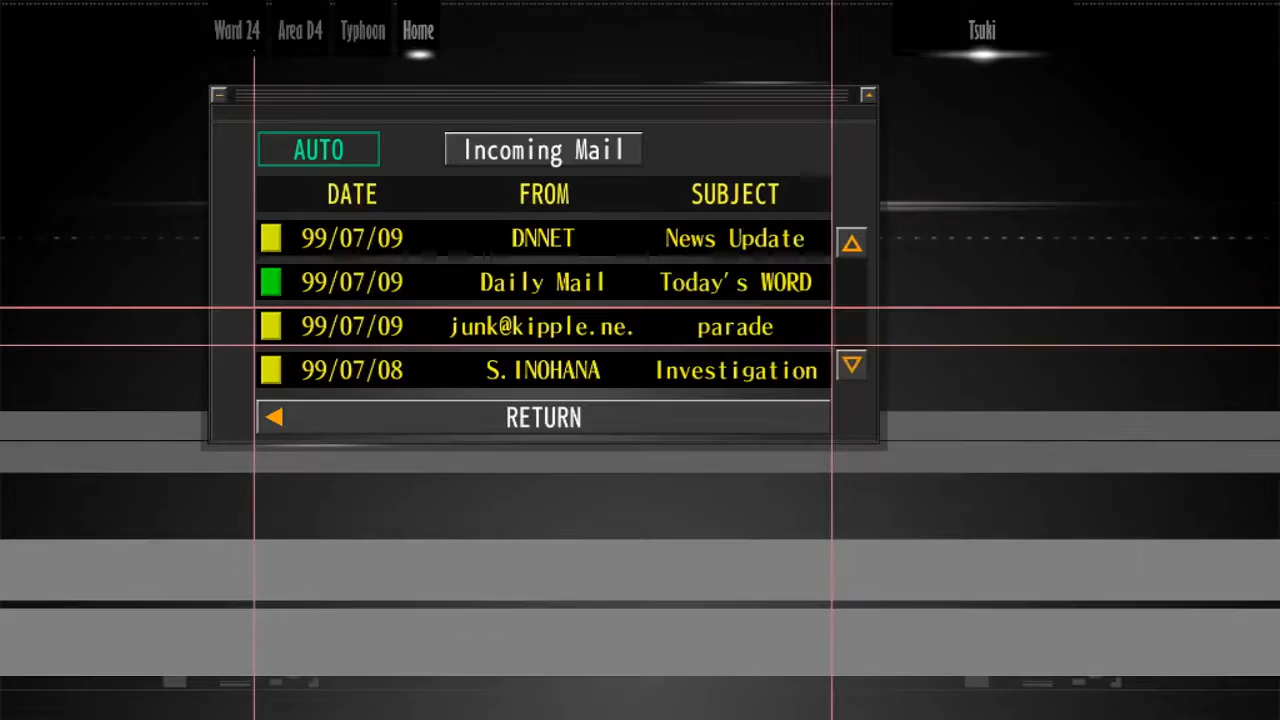 Ward 24 Area D4 Typhoon Home Tsuki
AUTO Incoming Mail
DATE FROM SUBJECT
99/07/09 DNNET News Update
99/07/09 Daily Mail Today's WORD
99/07/09 junk@kipple.ne. parade
99/07/08 S.INOHANA Investigation
RETURN